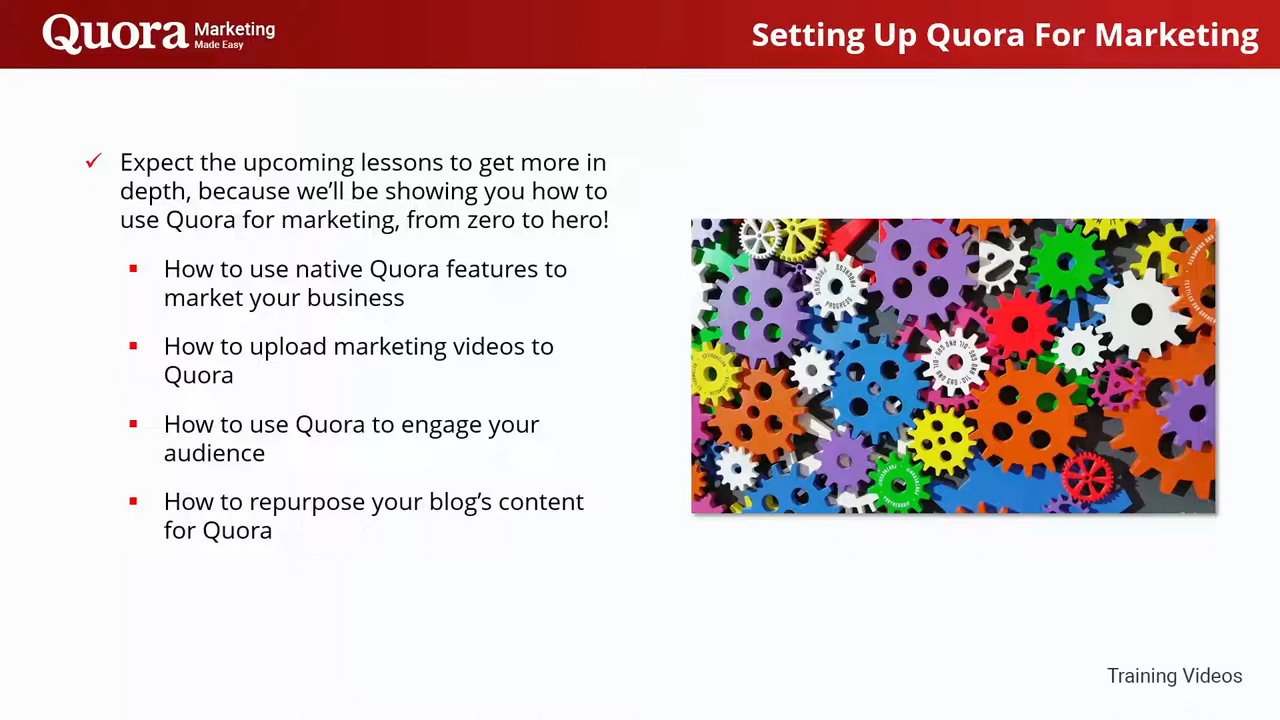 Quora Marketing
Made Easy
Setting Up Quora For Marketing
✓ Expect the upcoming lessons to get more in
depth, because we’ll be showing you how to
use Quora for marketing, from zero to hero!
▪ How to use native Quora features to
market your business
▪ How to upload marketing videos to
Quora
▪ How to use Quora to engage your
audience
▪ How to repurpose your blog’s content
for Quora
PROGRESS
PROGRESS
PROGRESS
Training Videos